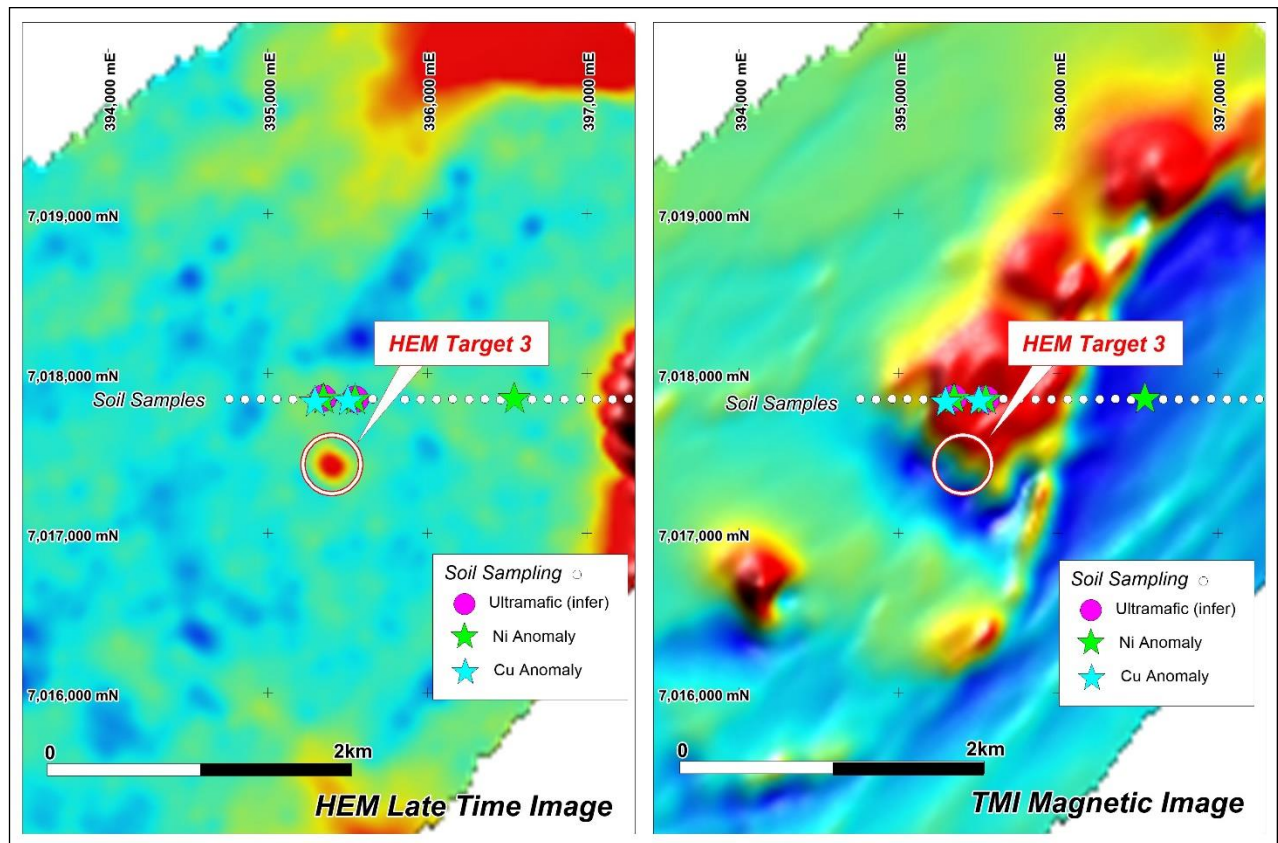 394,000 mE
395,000 mE
396,000 mE
397,000 mE
7,019,000 mN
HEM Target 3
7,018,000 mN
Soil Samples
7,017,000 mN
Soil Sampling
Ultramafic (infer)
Ni Anomaly
Cu Anomaly
7,016,000 mN
0
2km
HEM Late Time Image
394,000 mE
395,000 mE
396,000 mE
397,000 mE
7,019,000 mN
HEM Target 3
7,018,000 mN
Soil Samples
7,017,000 mN
Soil Sampling
Ultramafic (infer)
Ni Anomaly
Cu Anomaly
7,016,000 mN
0
2km
TMI Magnetic Image